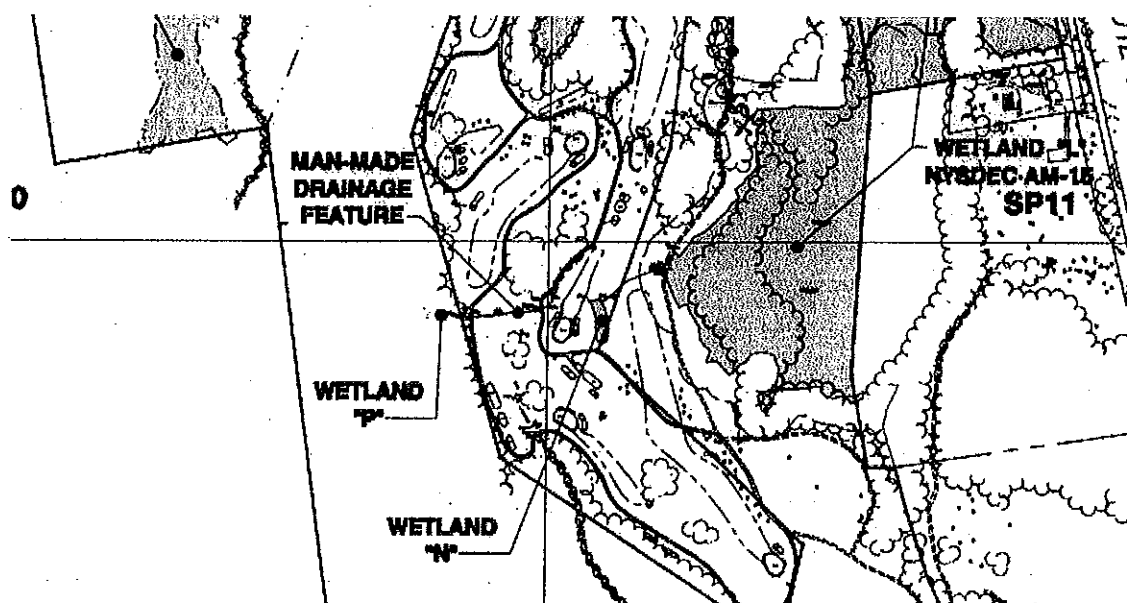 MAN-MADE
DRAINAGE
FEATURE
WETLAND "L"
NYSDEC-AM-15
SP11
0
WETLAND
"P"
WETLAND
"N"